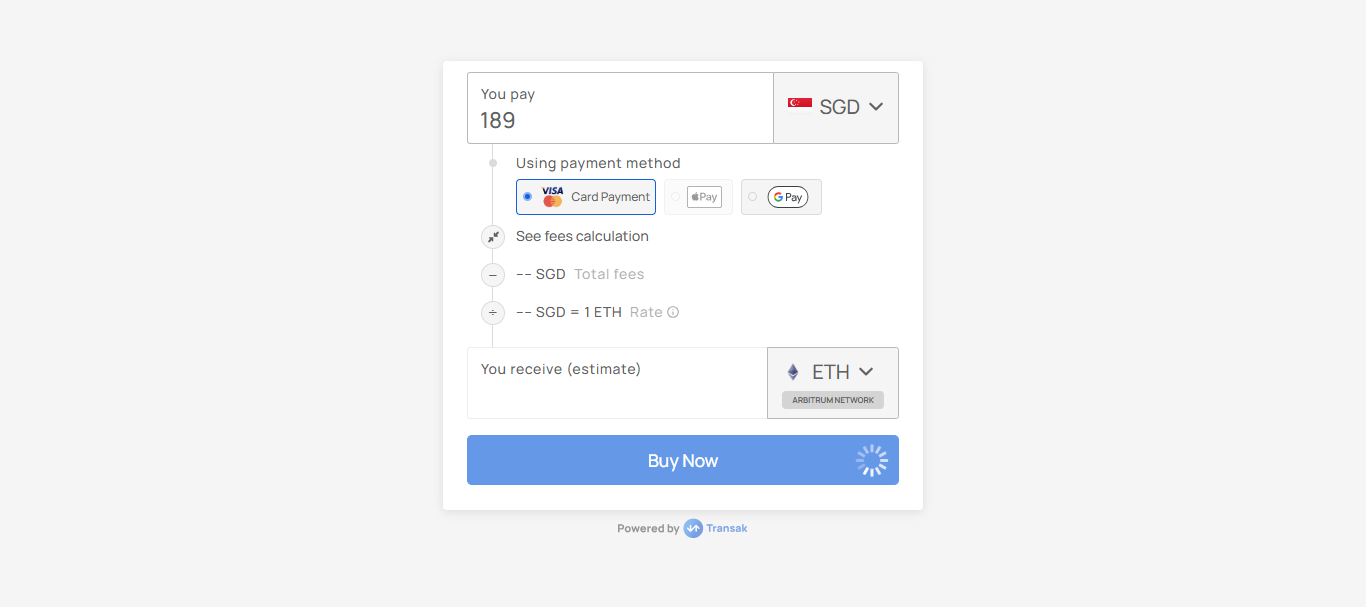 You pay
189
SGD
Using payment method
VISA Card Payment
Pay
G Pay
See fees calculation
– -- SGD Total fees
÷ -- SGD = 1 ETH Rate
You receive (estimate)
ETH
ARBITRUM NETWORK
Buy Now
Powered by Transak